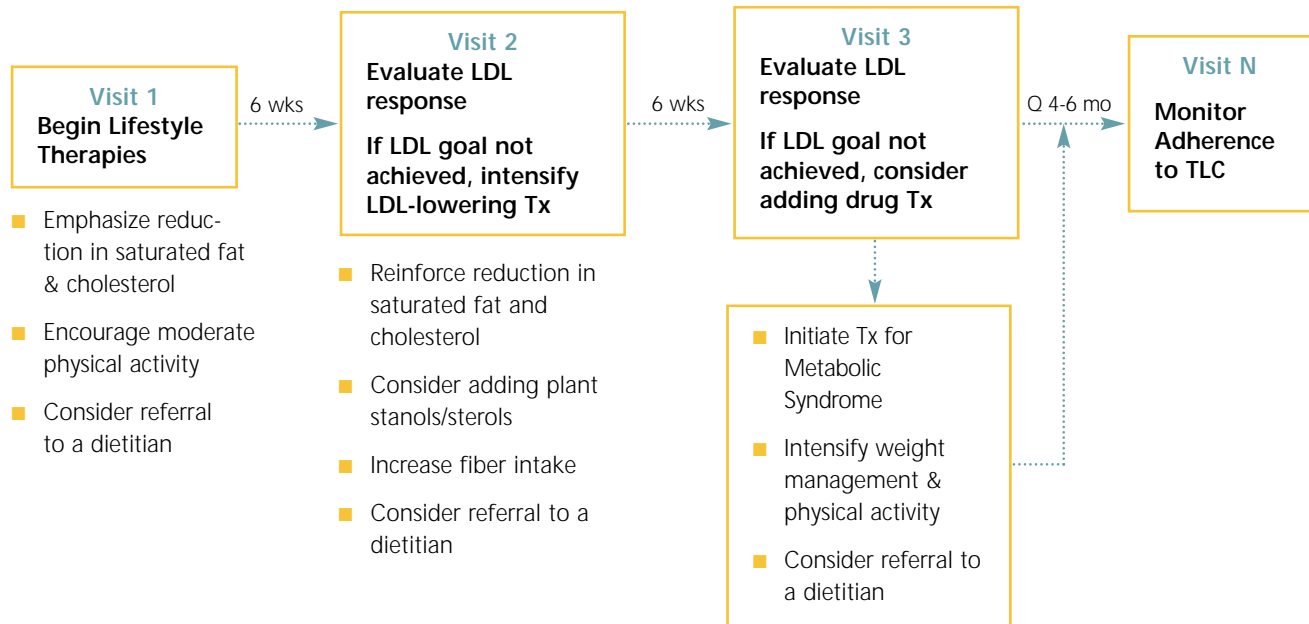 Visit 1
Begin Lifestyle
Therapies
Emphasize reduc-
tion in saturated fat
& cholesterol
Encourage moderate
physical activity
Consider referral
to a dietitian
6 wks
Visit 2
Evaluate LDL
response
If LDL goal not
achieved, intensify
LDL-lowering Tx
Reinforce reduction in
saturated fat and
cholesterol
Consider adding plant
stanols/sterols
Increase fiber intake
Consider referral to a
dietitian
6 wks
Visit 3
Evaluate LDL
response
If LDL goal not
achieved, consider
adding drug Tx
Initiate Tx for
Metabolic
Syndrome
Intensify weight
management &
physical activity
Consider referral to
a dietitian
Q 4-6 mo
Visit N
Monitor
Adherence
to TLC